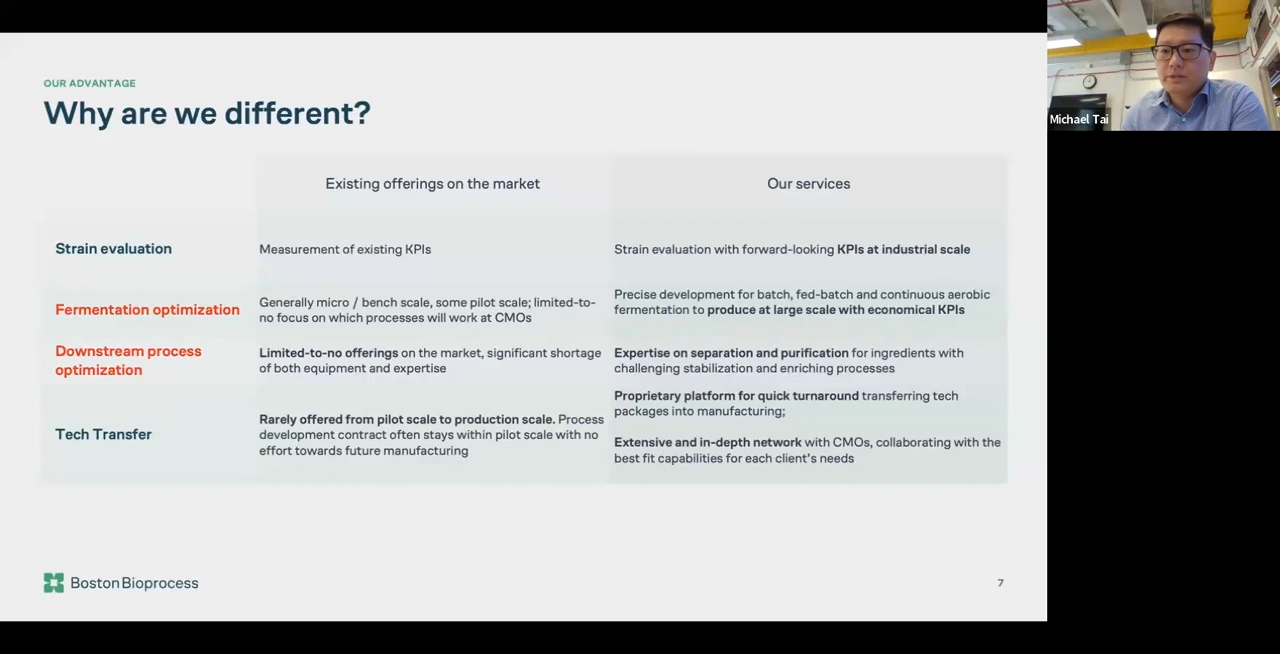 OUR ADVANTAGE
Why are we different?
Existing offerings on the market
Our services
Strain evaluation
Measurement of existing KPIs
Strain evaluation with forward-looking KPIs at industrial scale
Fermentation optimization
Generally micro / bench scale, some pilot scale; limited-to-
no focus on which processes will work at CMOs
Precise development for batch, fed-batch and continuous aerobic
fermentation to produce at large scale with economical KPIs
Downstream process
optimization
Limited-to-no offerings on the market, significant shortage
of both equipment and expertise
Expertise on separation and purification for ingredients with
challenging stabilization and enriching processes
Tech Transfer
Rarely offered from pilot scale to production scale. Process
development contract often stays within pilot scale with no
effort towards future manufacturing
Proprietary platform for quick turnaround transferring tech
packages into manufacturing;
Extensive and in-depth network with CMOs, collaborating with the
best fit capabilities for each client's needs
Boston Bioprocess
7
Michael Tai